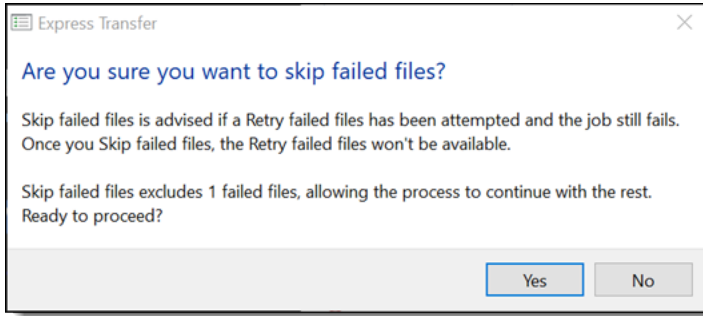 Express Transfer
Are you sure you want to skip failed files?
Skip failed files is advised if a Retry failed files has been attempted and the job still fails.
Once you Skip failed files, the Retry failed files won't be available.
Skip failed files excludes 1 failed files, allowing the process to continue with the rest.
Ready to proceed?
Yes
No